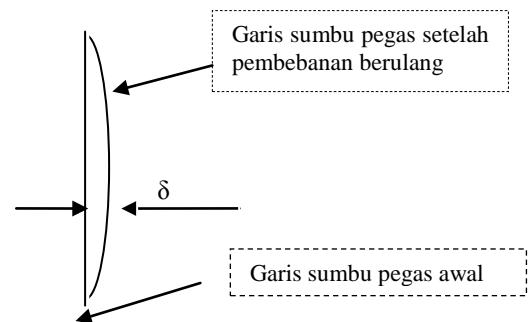 Garis sumbu pegas setelah
pembebanan berulang
δ
Garis sumbu pegas awal